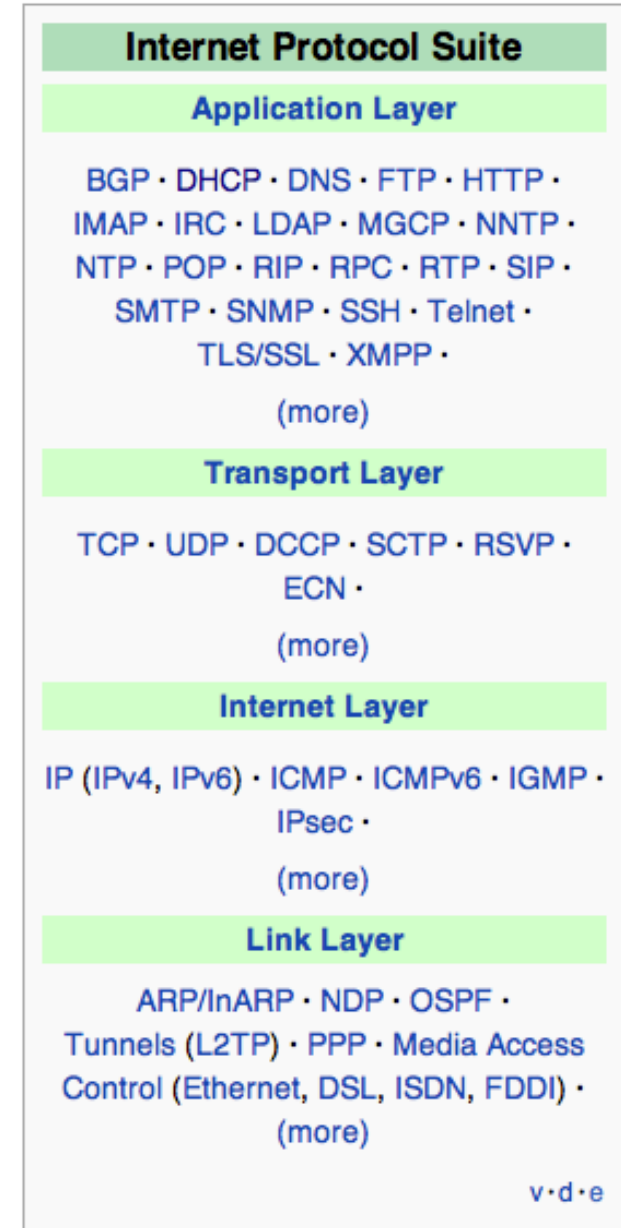 Internet Protocol Suite
Application Layer
BGP · DHCP · DNS · FTP · HTTP ·
IMAP · IRC · LDAP · MGCP · NNTP ·
NTP · POP · RIP · RPC · RTP · SIP ·
SMTP · SNMP · SSH · Telnet ·
TLS/SSL · XMPP ·
(more)
Transport Layer
TCP · UDP · DCCP · SCTP · RSVP ·
ECN ·
(more)
Internet Layer
IP (IPv4, IPv6) · ICMP · ICMPv6 · IGMP ·
IPsec ·
(more)
Link Layer
ARP/InARP · NDP · OSPF ·
Tunnels (L2TP) · PPP · Media Access
Control (Ethernet, DSL, ISDN, FDDI) ·
(more)
v·d·e